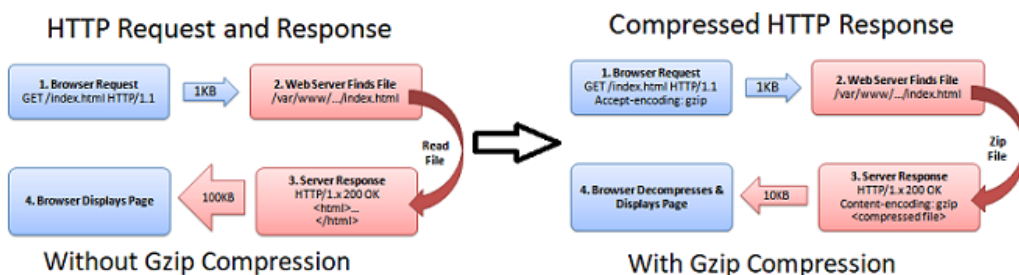 HTTP Request and Response
1. Browser Request
GET /index.html HTTP/1.1
1KB
2. Web Server Finds File
/var/www/.../index.html
Read
File
3. Server Response
HTTP/1.x 200 OK
<html>...
</html>
100KB
4. Browser Displays Page
Without Gzip Compression
Compressed HTTP Response
1. Browser Request
GET /index.html HTTP/1.1
Accept-encoding: gzip
1KB
2. Web Server Finds File
/var/www/.../index.html
Zip
File
3. Server Response
HTTP/1.x 200 OK
Content-encoding: gzip
<compressed file>
10KB
4. Browser Decompresses &
Displays Page
With Gzip Compression